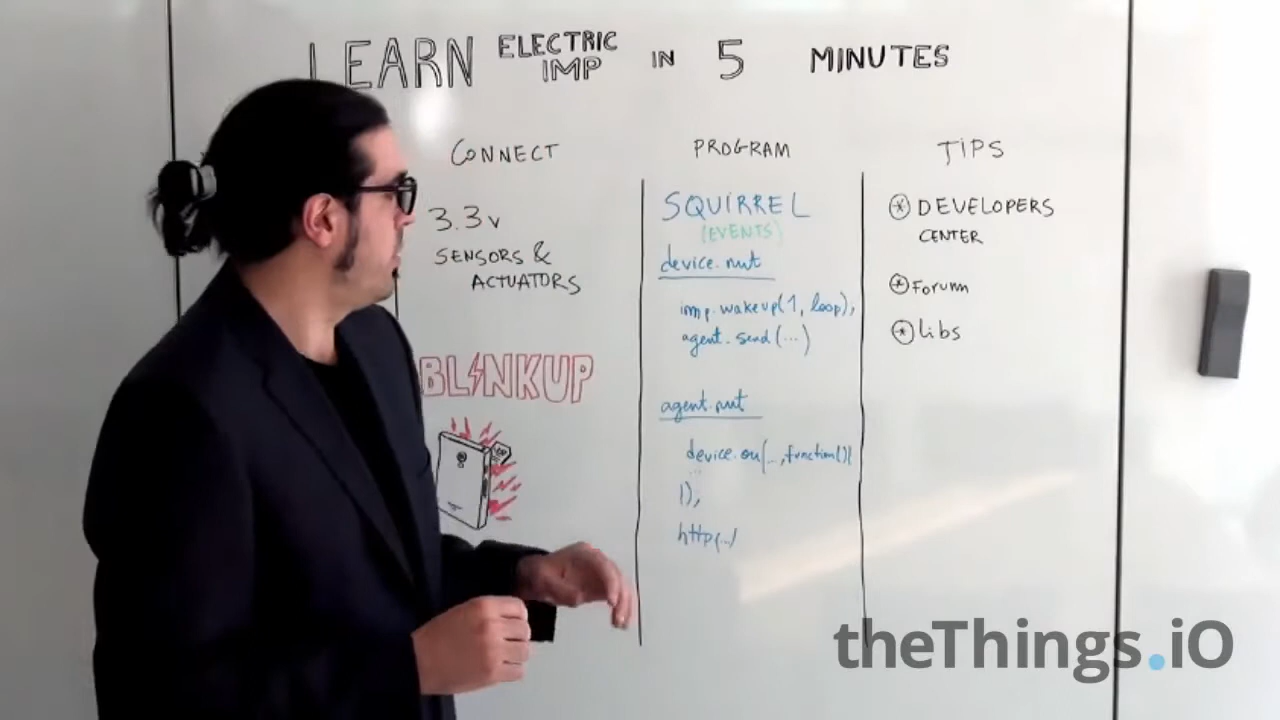 LEARN ELECTRIC IMP IN 5 MINUTES
CONNECT
3.3v
SENSORS &
ACTUATORS
BLINKUP
PROGRAM
SQUIRREL
(EVENTS)
device.nut
imp.wakeup(1, loop);
agent.send(...)
agent.nut
device.on(...,function(){
...
});
http(...)
TIPS
DEVELOPERS
CENTER
Forum
libs
theThings.iO